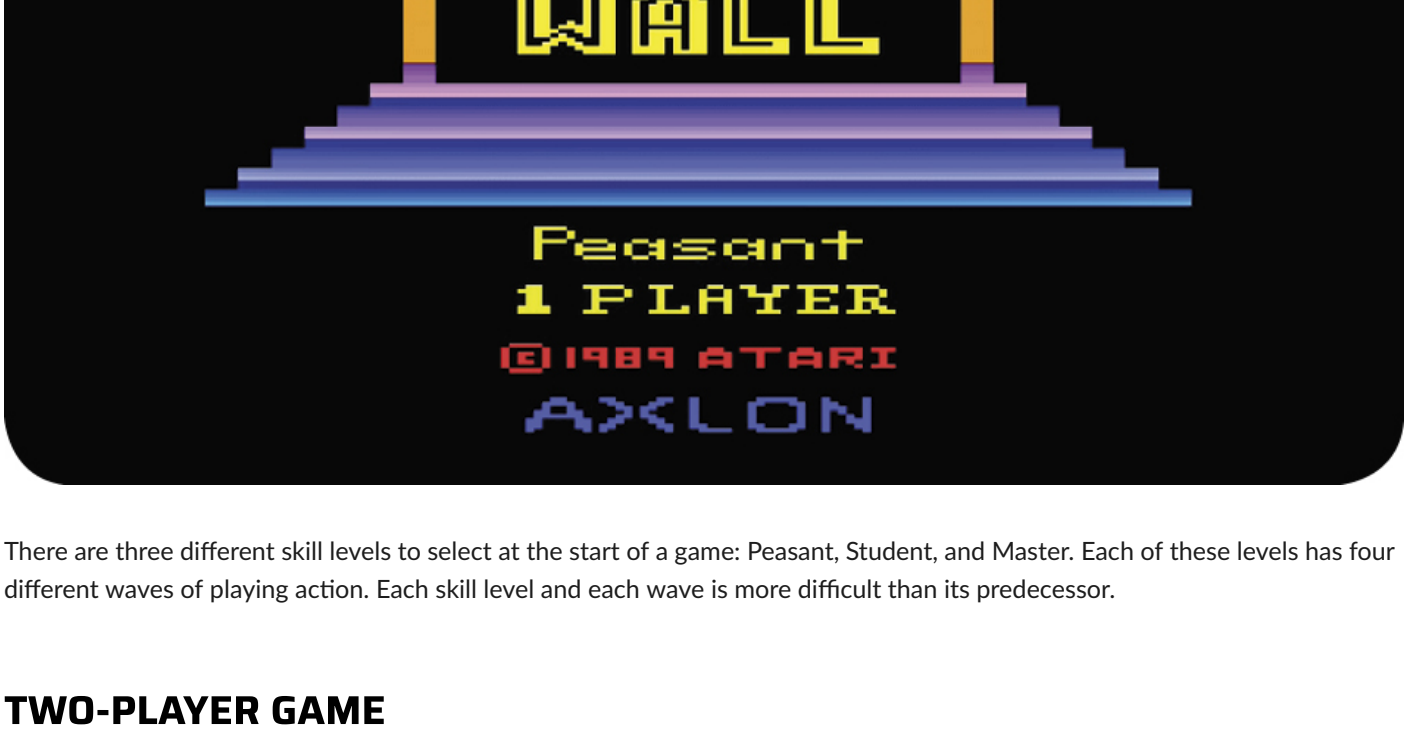 WALL
Peasant
1 PLAYER
©1989 ATARI
AXLON
There are three different skill levels to select at the start of a game: Peasant, Student, and Master. Each of these levels has four
different waves of playing action. Each skill level and each wave is more difficult than its predecessor.
TWO-PLAYER GAME